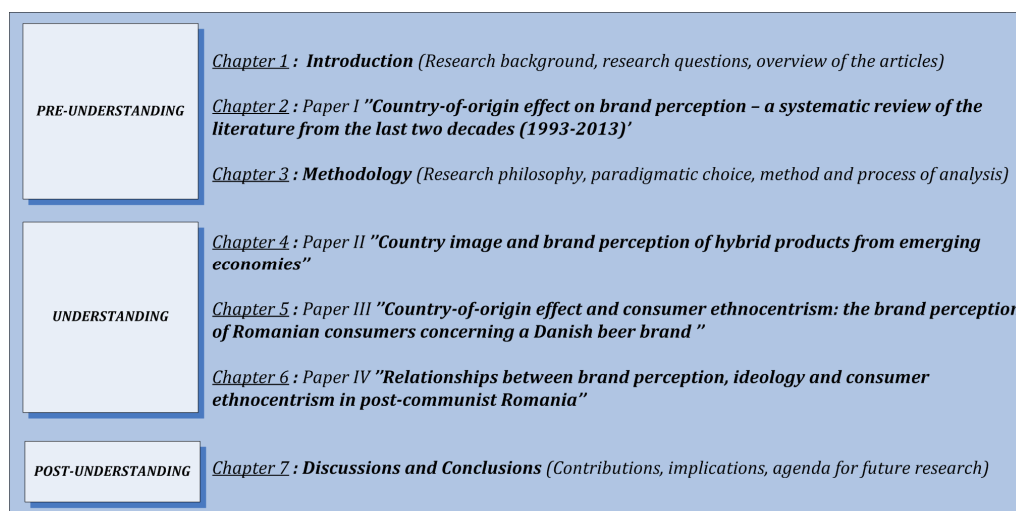 PRE-UNDERSTANDING
Chapter 1 : Introduction (Research background, research questions, overview of the articles)
Chapter 2 : Paper I ”Country-of-origin effect on brand perception – a systematic review of the
literature from the last two decades (1993-2013)’
Chapter 3 : Methodology (Research philosophy, paradigmatic choice, method and process of analysis)
UNDERSTANDING
Chapter 4 : Paper II ”Country image and brand perception of hybrid products from emerging
economies”
Chapter 5 : Paper III ”Country-of-origin effect and consumer ethnocentrism: the brand perception
of Romanian consumers concerning a Danish beer brand ”
Chapter 6 : Paper IV ”Relationships between brand perception, ideology and consumer
ethnocentrism in post-communist Romania”
POST-UNDERSTANDING
Chapter 7 : Discussions and Conclusions (Contributions, implications, agenda for future research)